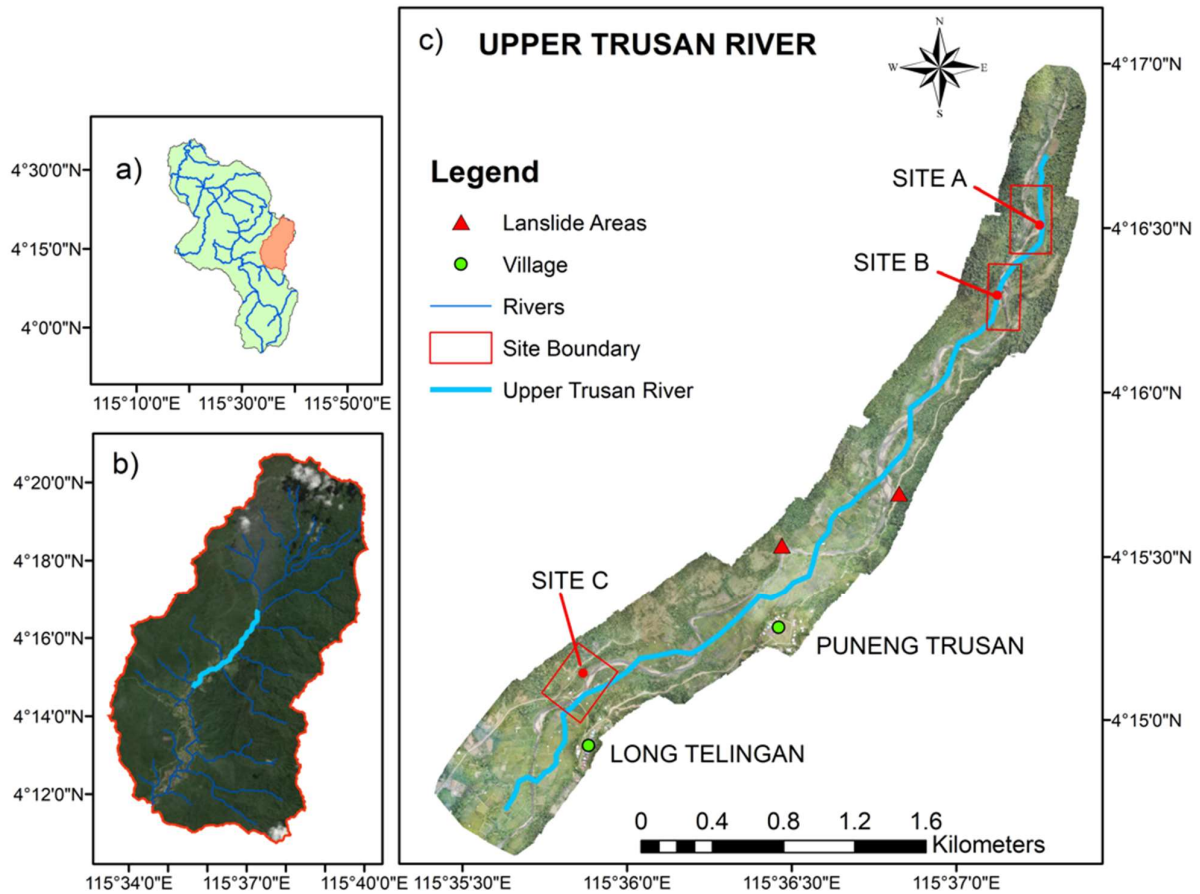 a)
4°30'0"N
4°15'0"N
4°0'0"N
115°10'0"E 115°30'0"E 115°50'0"E
b)
4°20'0"N
4°18'0"N
4°16'0"N
4°14'0"N
4°12'0"N
115°34'0"E 115°37'0"E 115°40'0"E
c) UPPER TRUSAN RIVER
N
W E
S
Legend
Lanslide Areas
Village
Rivers
Site Boundary
Upper Trusan River
SITE A
SITE B
SITE C
PUNENG TRUSAN
LONG TELINGAN
0 0.4 0.8 1.2 1.6
Kilometers
4°17'0"N
4°16'30"N
4°16'0"N
4°15'30"N
4°15'0"N
115°35'30"E 115°36'0"E 115°36'30"E 115°37'0"E